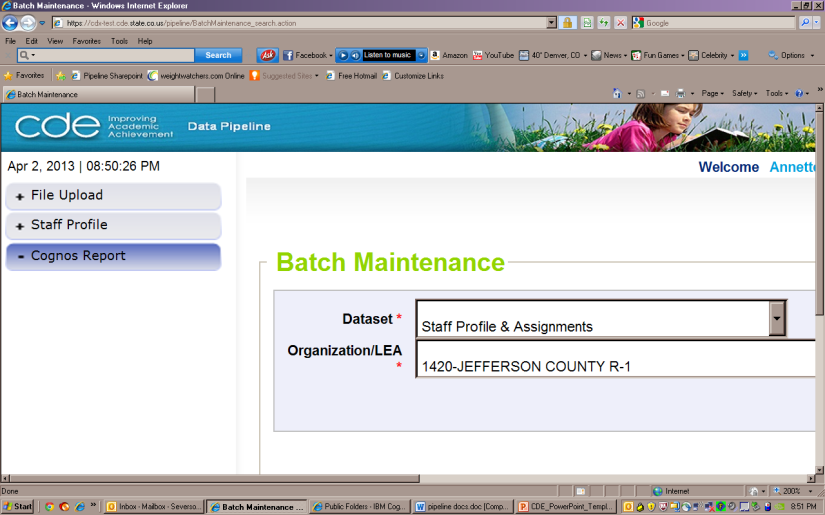 Batch Maintenance - Windows Internet Explorer
https://cdx-test.cde.state.co.us/pipeline/BatchMaintenance_search.action
Google
File Edit View Favorites Tools Help
Search Ask Facebook Listen to music Amazon YouTube 40° Denver, CO News Fun Games Celebrity Options
Favorites Pipeline Sharepoint weightwatchers.com Online Suggested Sites Free Hotmail Customize Links
Batch Maintenance
Page Safety Tools
cde Improving Academic Achievement Data Pipeline
Apr 2, 2013 | 08:50:26 PM
Welcome Annette
+ File Upload
+ Staff Profile
- Cognos Report
Batch Maintenance
Dataset * Staff Profile & Assignments
Organization/LEA * 1420-JEFFERSON COUNTY R-1
Done Internet 200%
Start Inbox - Mailbox - Severso... Batch Maintenance ... Public Folders - IBM Cog... pipeline docs.doc [Comp... CDE_PowerPoint_Templ... 8:51 PM